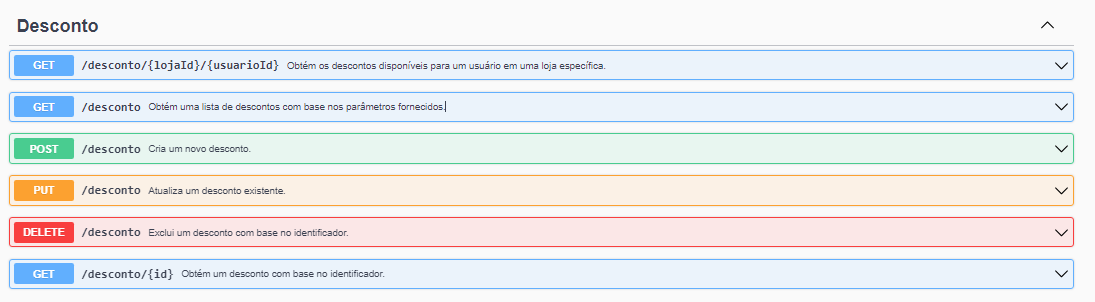 Desconto
GET /desconto/{lojaId}/{usuarioId} Obtém os descontos disponíveis para um usuário em uma loja específica.
GET /desconto Obtém uma lista de descontos com base nos parâmetros fornecidos.
POST /desconto Cria um novo desconto.
PUT /desconto Atualiza um desconto existente.
DELETE /desconto Exclui um desconto com base no identificador.
GET /desconto/{id} Obtém um desconto com base no identificador.